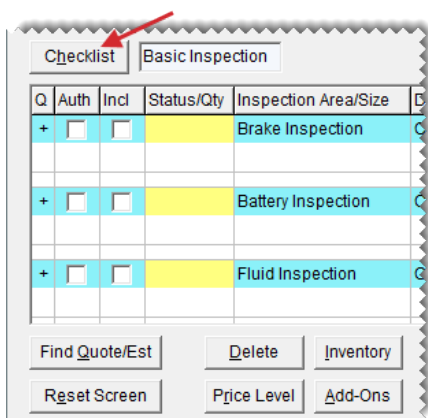 Checklist Basic Inspection
Q Auth Incl Status/Qty Inspection Area/Size D
+ Brake Inspection
+ Battery Inspection
+ Fluid Inspection
Find Quote/Est Delete Inventory
Reset Screen Price Level Add-Ons